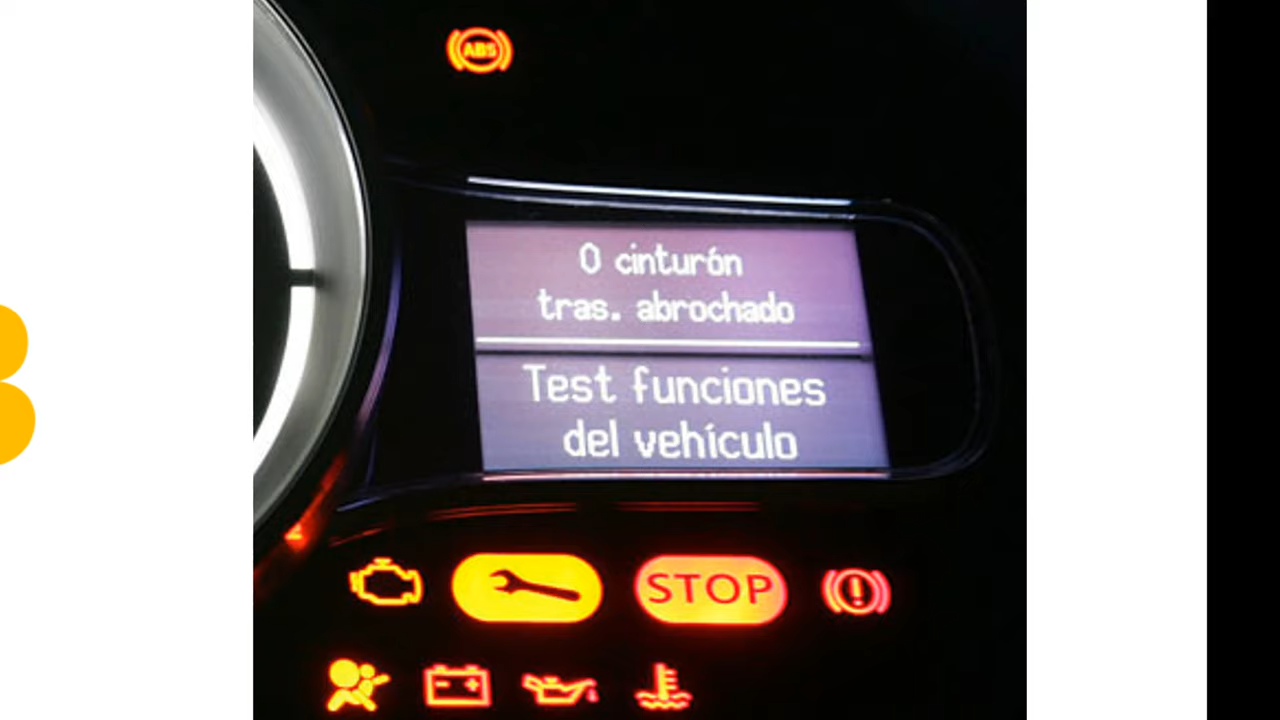 ABS
0 cinturón
tras. abrochado
Test funciones
del vehículo
STOP